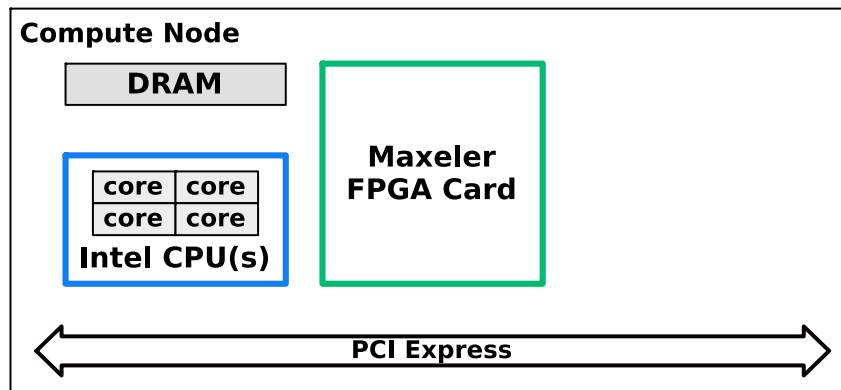 Compute Node
DRAM
core core
core core
Intel CPU(s)
Maxeler
FPGA Card
PCI Express